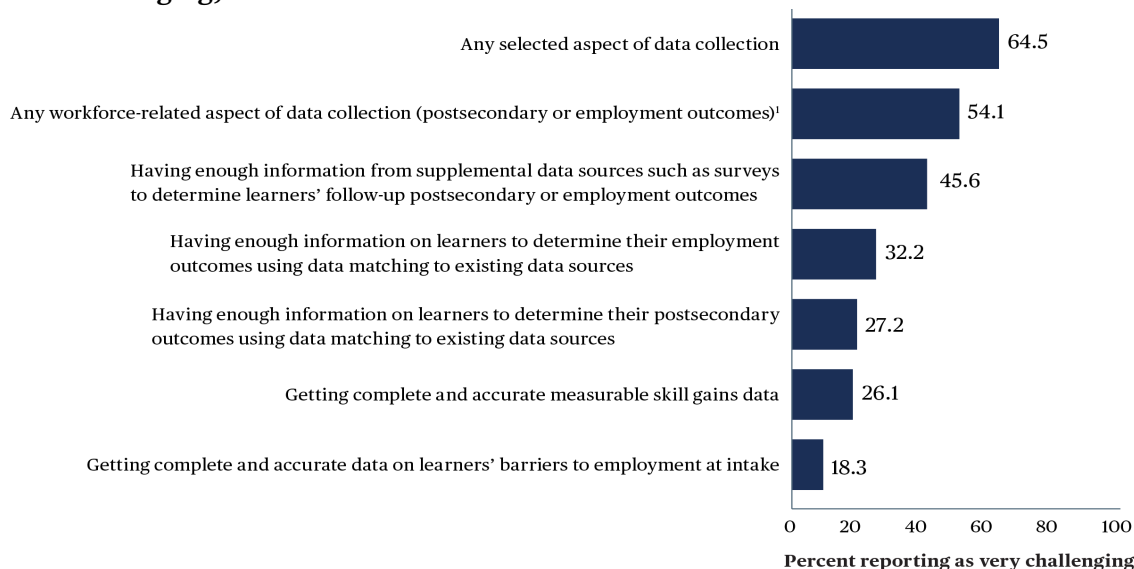 Any selected aspect of data collection
64.5
Any workforce-related aspect of data collection (postsecondary or employment outcomes)¹
54.1
Having enough information from supplemental data sources such as surveys
to determine learners’ follow-up postsecondary or employment outcomes
45.6
Having enough information on learners to determine their employment
outcomes using data matching to existing data sources
32.2
Having enough information on learners to determine their postsecondary
outcomes using data matching to existing data sources
27.2
Getting complete and accurate measurable skill gains data
26.1
Getting complete and accurate data on learners’ barriers to employment at intake
18.3
0 20 40 60 80 100
Percent reporting as very challenging